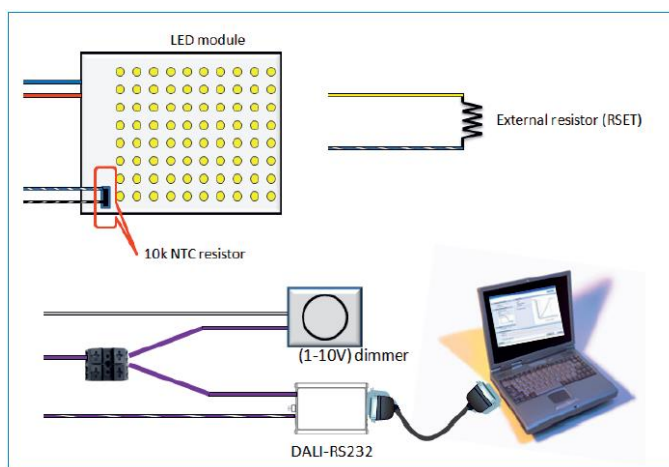 LED module
External resistor (RSET)
10k NTC resistor
(1-10V) dimmer
DALI-RS232